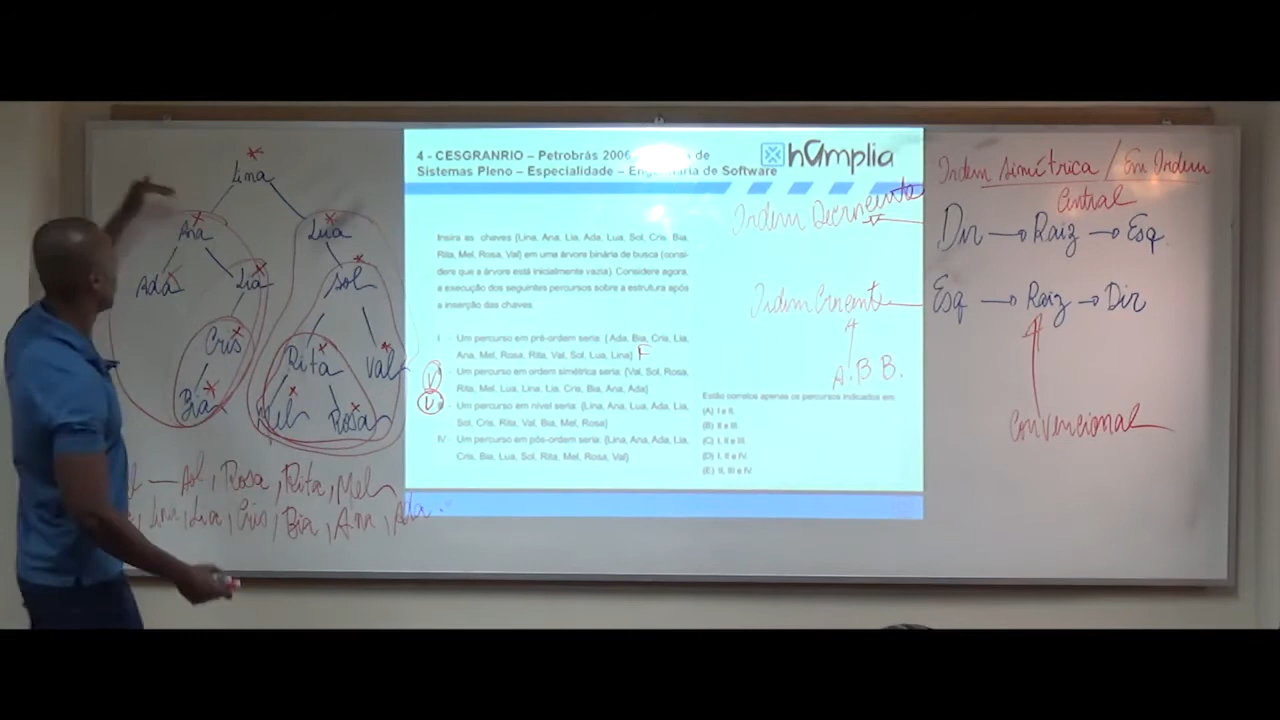 Lina
Ana
Lua
Ada
Lia
Sol
Cris
Rita
Val
Bia
Mel
Rosa
Sol, Rosa, Rita, Mel
Lina, Lia, Cris, Bia, Ana, Ada.
4 - CESGRANRIO – Petrobrás 2006 de
Sistemas Pleno – Especialidade – Engenharia de Software
hamplia
Insira as chaves {Lina, Ana, Lia, Ada, Lua, Sol, Cris, Bia,
Rita, Mel, Rosa, Val} em uma árvore binária de busca (consi-
dere que a árvore está inicialmente vazia). Considere agora,
a execução dos seguintes percursos sobre a estrutura após
a inserção das chaves.
I - Um percurso em pré-ordem seria: {Ada, Bia, Cris, Lia,
Ana, Mel, Rosa, Rita, Val, Sol, Lua, Lina} F
V - Um percurso em ordem simétrica seria: {Val, Sol, Rosa,
Rita, Mel, Lua, Lina, Lia, Cris, Bia, Ana, Ada}
V - Um percurso em nível seria: {Lina, Ana, Lua, Ada, Lia,
Sol, Cris, Rita, Val, Bia, Mel, Rosa}
IV - Um percurso em pós-ordem seria: {Lina, Ana, Ada, Lia,
Cris, Bia, Lua, Sol, Rita, Mel, Rosa, Val}
Estão corretos apenas os percursos indicados em
(A) I e II.
(B) II e III.
(C) I, II e III.
(D) I, II e IV.
(E) II, III e IV.
Ordem Decrescente
Ordem Crescente
A.B B.
Ordem Simétrica / Em Ordem
Central
Dir → Raiz → Esq
Esq → Raiz → Dir
Convencional